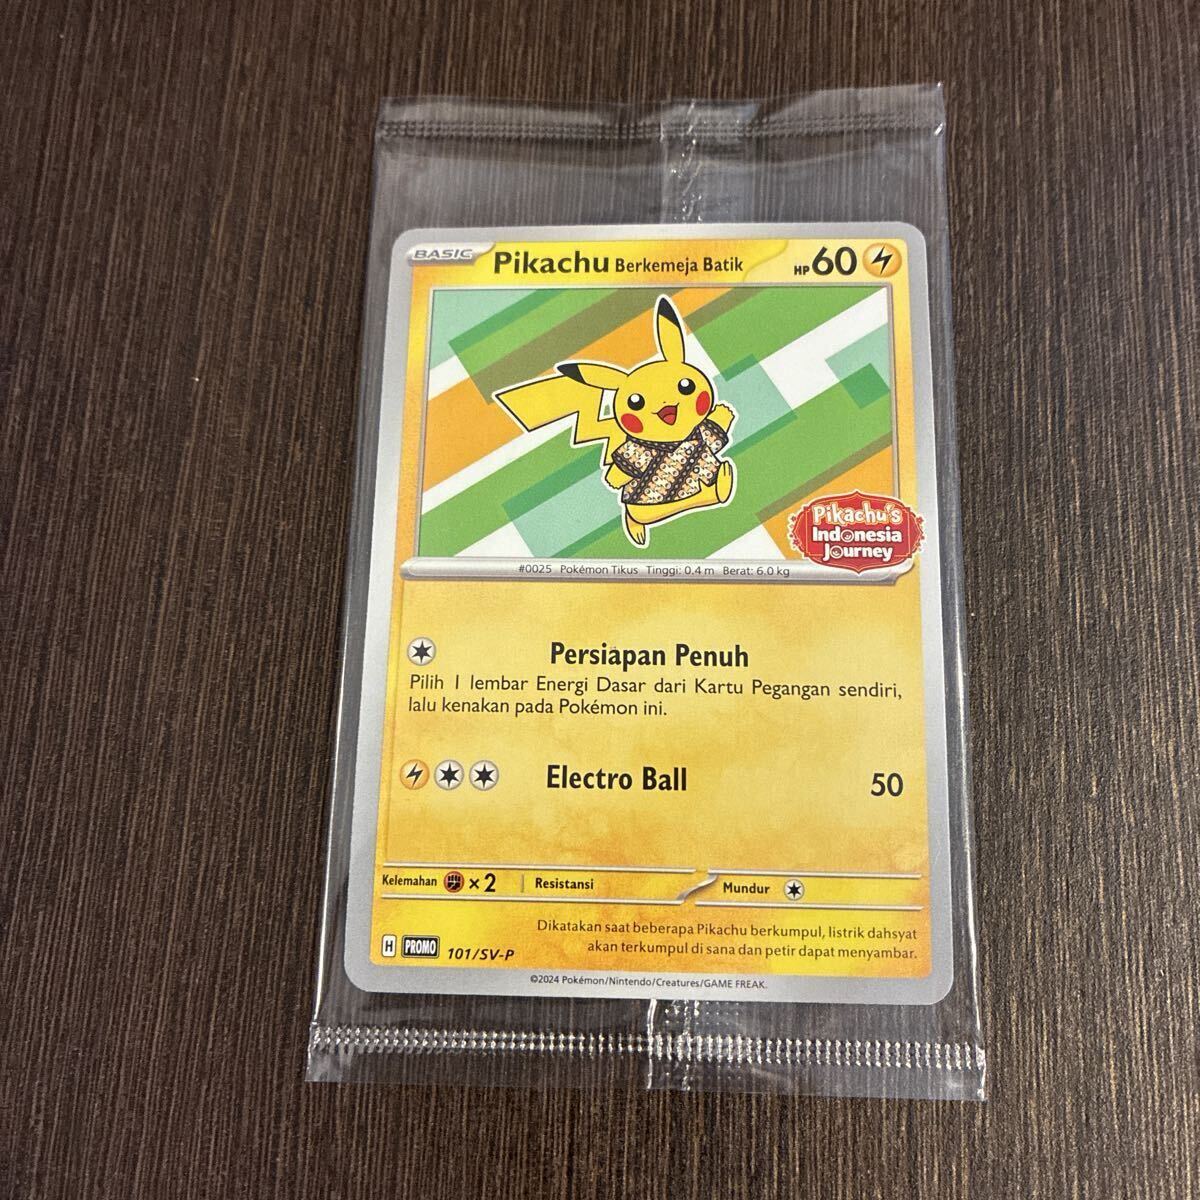 BASIC Pikachu Berkemeja Batik HP 60
Pikachu's
Indonesia
Journey
#0025 Pokémon Tikus Tinggi: 0.4 m Berat: 6.0 kg
Persiapan Penuh
Pilih 1 lembar Energi Dasar dari Kartu Pegangan sendiri,
lalu kenakan pada Pokémon ini.
Electro Ball 50
Kelemahan ×2 Resistansi Mundur
Dikatakan saat beberapa Pikachu berkumpul, listrik dahsyat
akan terkumpul di sana dan petir dapat menyambar.
H PROMO 101/SV-P
©2024 Pokémon/Nintendo/Creatures/GAME FREAK.